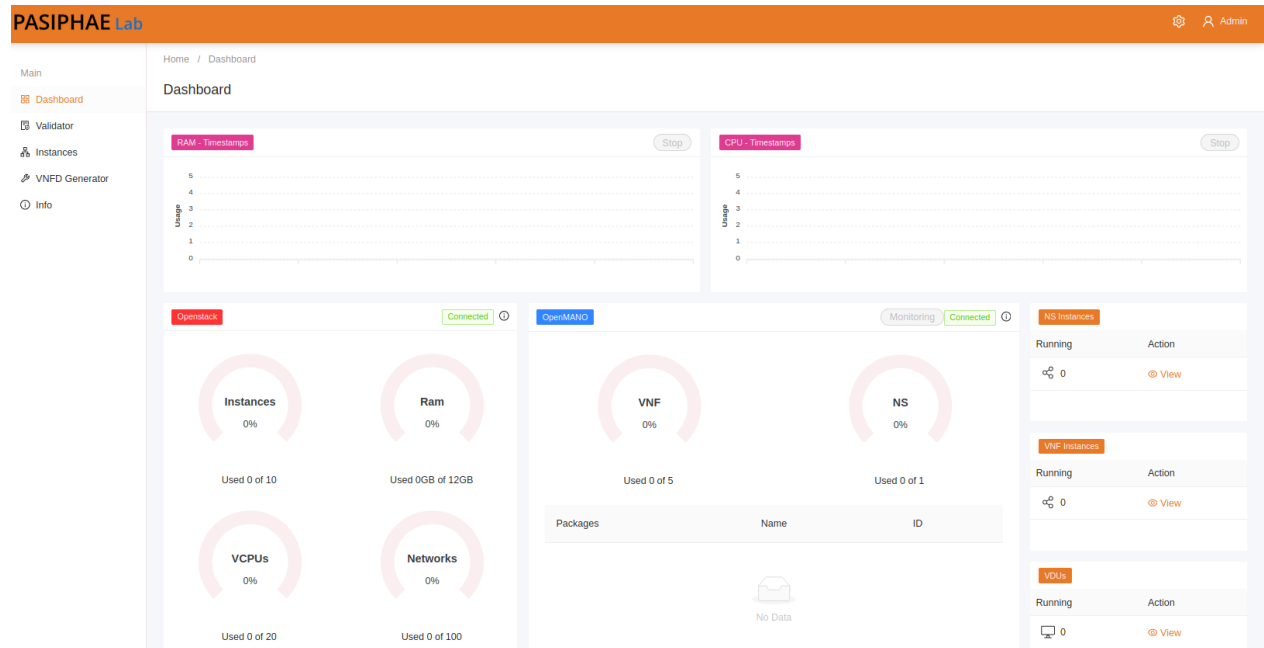 PASIPHAE Lab
Admin
Main
Dashboard
Validator
Instances
VNFD Generator
Info
Home / Dashboard
Dashboard
RAM - Timestamps
Stop
Usage
5
4
3
2
1
0
CPU - Timestamps
Stop
Usage
5
4
3
2
1
0
Openstack
Connected
Instances
0%
Used 0 of 10
Ram
0%
Used 0GB of 12GB
VCPUs
0%
Used 0 of 20
Networks
0%
Used 0 of 100
OpenMANO
Monitoring
Connected
VNF
0%
Used 0 of 5
NS
0%
Used 0 of 1
Packages Name ID
No Data
NS Instances
Running Action
0 View
VNF Instances
Running Action
0 View
VDUs
Running Action
0 View